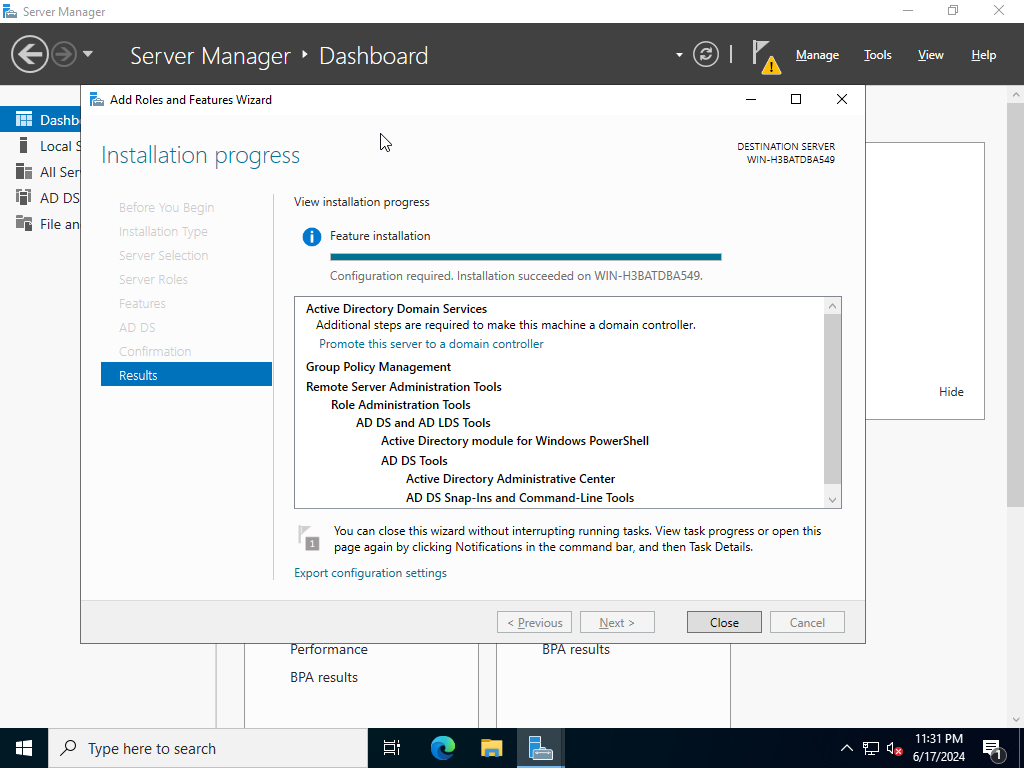 Server Manager
Server Manager ‣ Dashboard
Manage Tools View Help
Add Roles and Features Wizard
Dashb
Local S
All Ser
AD DS
File an
Installation progress
DESTINATION SERVER
WIN-H3BATDBA549
Before You Begin
Installation Type
Server Selection
Server Roles
Features
AD DS
Confirmation
Results
View installation progress
Feature installation
Configuration required. Installation succeeded on WIN-H3BATDBA549.
Active Directory Domain Services
Additional steps are required to make this machine a domain controller.
Promote this server to a domain controller
Group Policy Management
Remote Server Administration Tools
Role Administration Tools
AD DS and AD LDS Tools
Active Directory module for Windows PowerShell
AD DS Tools
Active Directory Administrative Center
AD DS Snap-Ins and Command-Line Tools
Hide
1
You can close this wizard without interrupting running tasks. View task progress or open this
page again by clicking Notifications in the command bar, and then Task Details.
Export configuration settings
< Previous
Next >
Close
Cancel
Performance
BPA results
BPA results
Type here to search
11:31 PM
6/17/2024
1